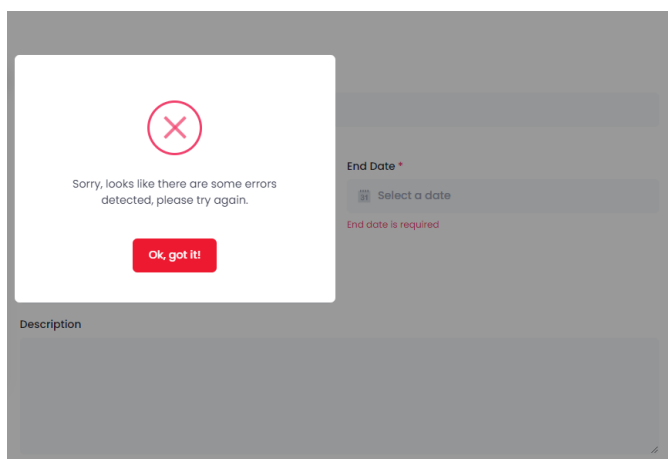 Sorry, looks like there are some errors
detected, please try again.
Ok, got it!
End Date *
31 Select a date
End date is required
Description